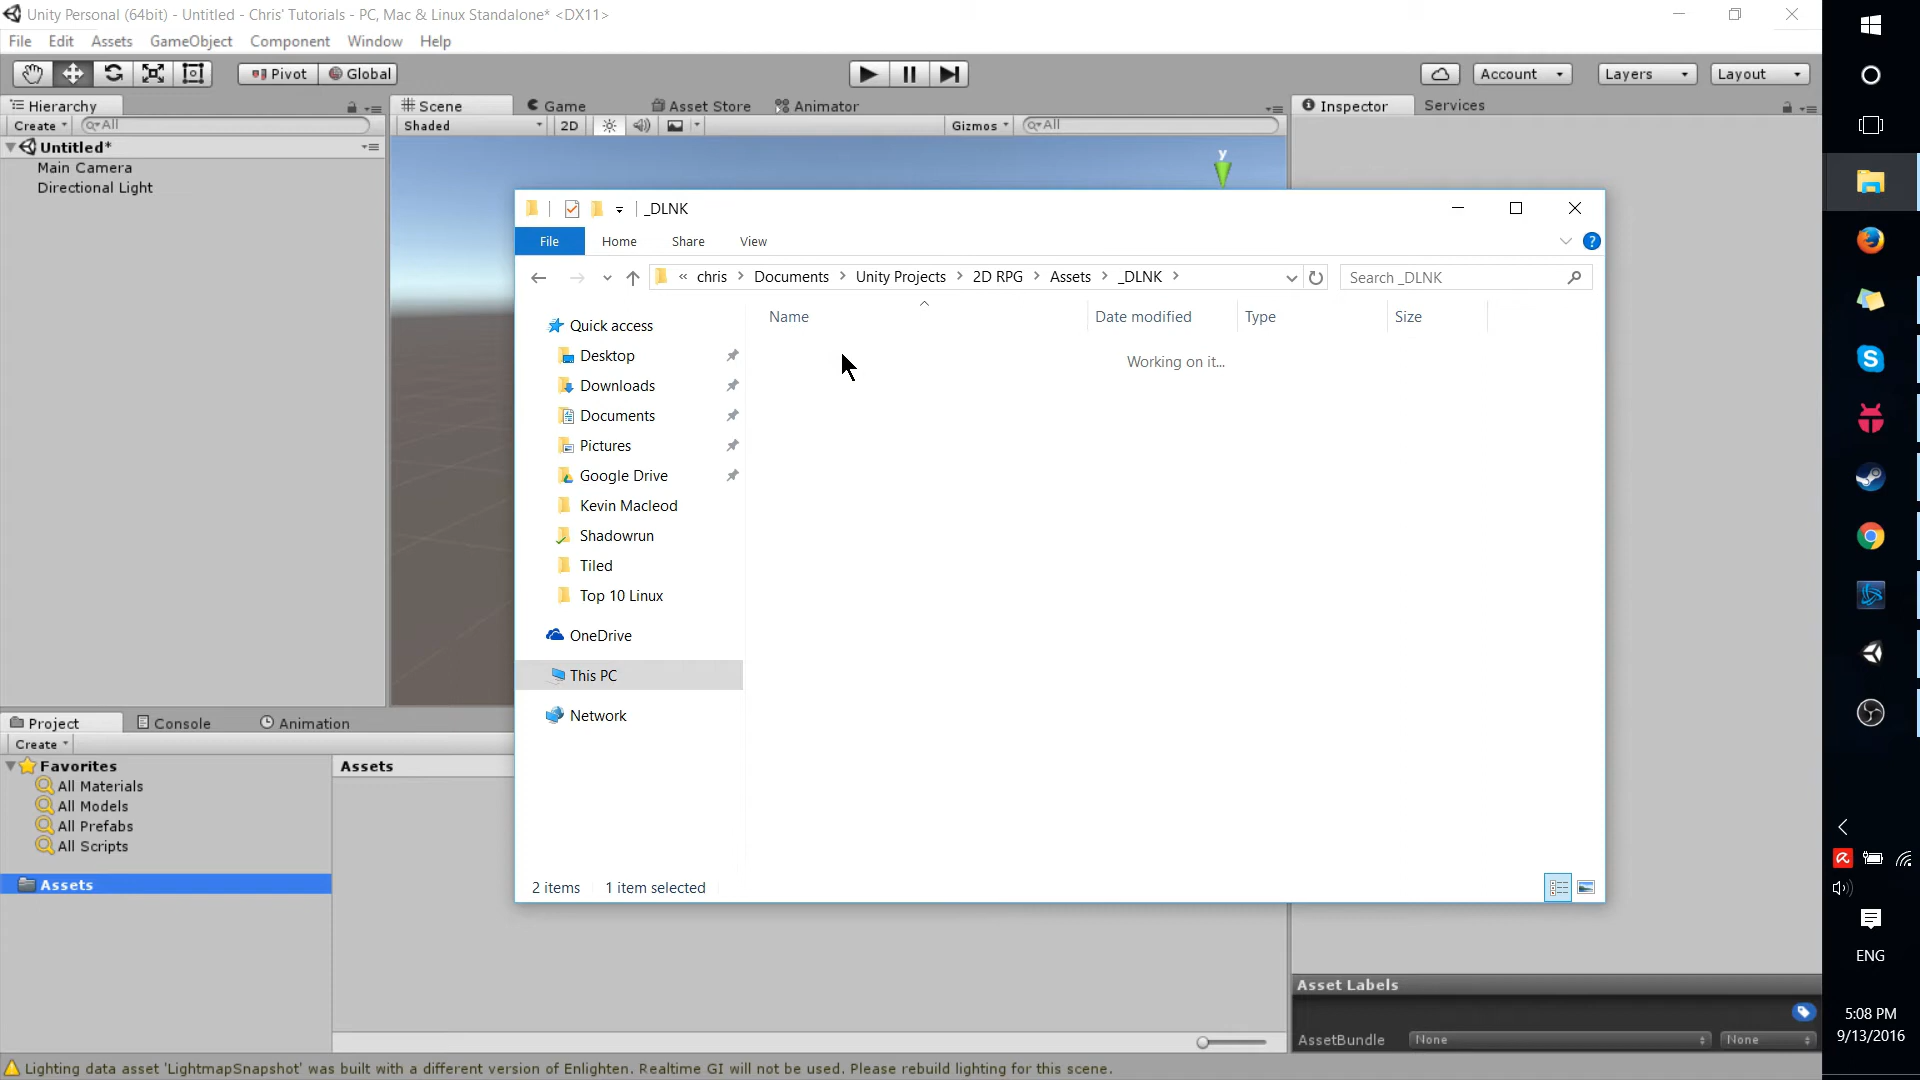 Unity Personal (64bit) - Untitled - Chris' Tutorials - PC, Mac & Linux Standalone* <DX11>
File Edit Assets GameObject Component Window Help
Pivot Global
Account Layers Layout
Hierarchy
Create All
Untitled*
Main Camera
Directional Light
Scene Game Asset Store Animator
Shaded 2D Gizmos All
y
Inspector Services
_DLNK
File Home Share View
« chris > Documents > Unity Projects > 2D RPG > Assets > _DLNK >
Search _DLNK
Name Date modified Type Size
Working on it...
Quick access
Desktop
Downloads
Documents
Pictures
Google Drive
Kevin Macleod
Shadowrun
Tiled
Top 10 Linux
OneDrive
This PC
Network
2 items 1 item selected
Project Console Animation
Create
Favorites
All Materials
All Models
All Prefabs
All Scripts
Assets
Assets
Asset Labels
AssetBundle None None
Lighting data asset 'LightmapSnapshot' was built with a different version of Enlighten. Realtime GI will not be used. Please rebuild lighting for this scene.
ENG
5:08 PM
9/13/2016